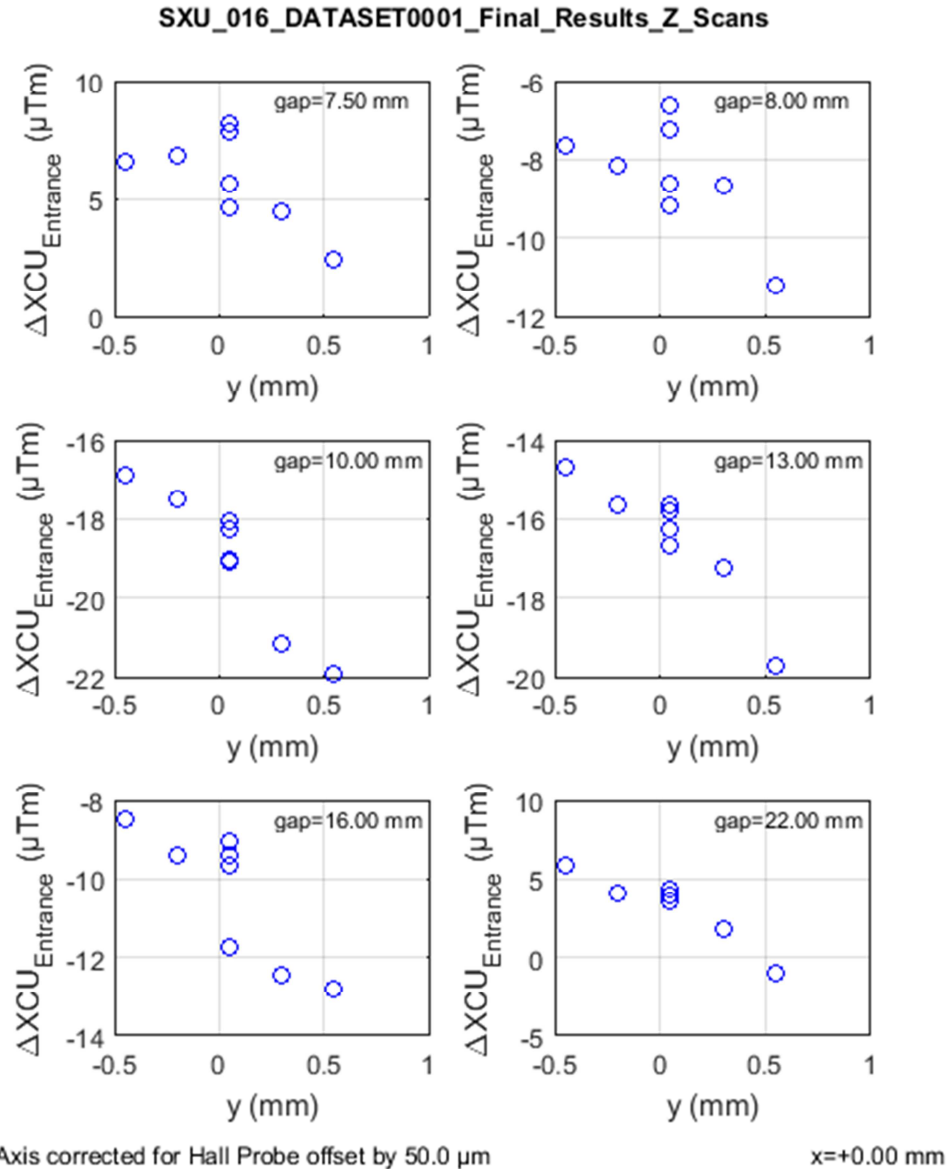 SXU_016_DATASET0001_Final_Results_Z_Scans
gap=7.50 mm
ΔXCU_Entrance (μTm)
10
5
0
-0.5 0 0.5 1
y (mm)
gap=8.00 mm
ΔXCU_Entrance (μTm)
-6
-8
-10
-12
-0.5 0 0.5 1
y (mm)
gap=10.00 mm
ΔXCU_Entrance (μTm)
-16
-18
-20
-22
-0.5 0 0.5 1
y (mm)
gap=13.00 mm
ΔXCU_Entrance (μTm)
-14
-16
-18
-20
-0.5 0 0.5 1
y (mm)
gap=16.00 mm
ΔXCU_Entrance (μTm)
-8
-10
-12
-14
-0.5 0 0.5 1
y (mm)
gap=22.00 mm
ΔXCU_Entrance (μTm)
10
5
0
-5
-0.5 0 0.5 1
y (mm)
Axis corrected for Hall Probe offset by 50.0 μm
x=+0.00 mm